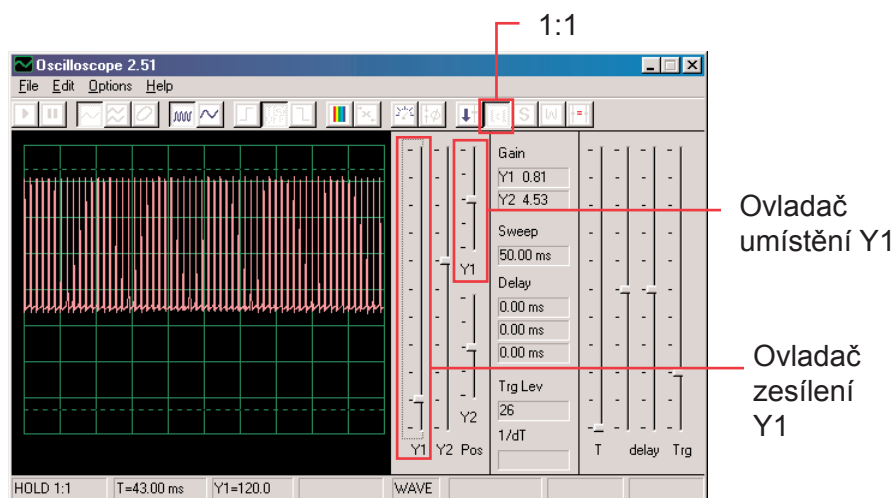 1:1
Oscilloscope 2.51
File Edit Options Help
S W
Gain
Y1 0.81
Y2 4.53
Sweep
50.00 ms
Delay
0.00 ms
0.00 ms
0.00 ms
Trg Lev
26
1/dT
Y1
Y2
Y1 Y2 Pos
T delay Trg
HOLD 1:1 T=43.00 ms Y1=120.0 WAVE
Ovladač
umístění Y1
Ovladač
zesílení
Y1